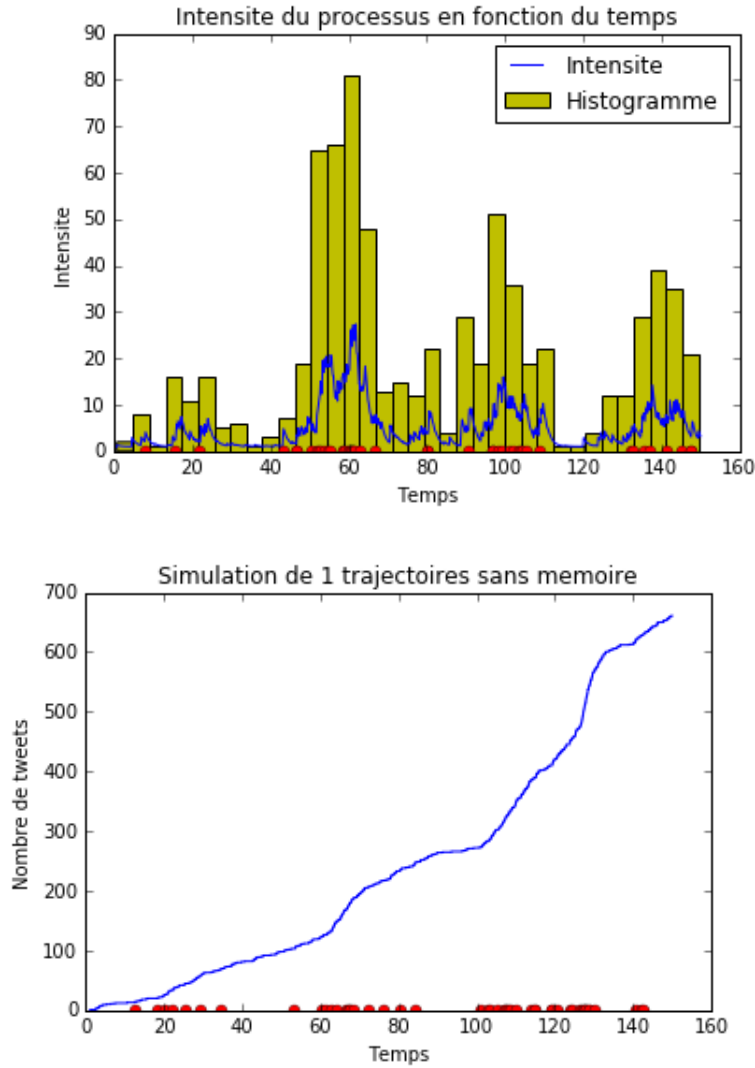 Intensite du processus en fonction du temps
90
80
70
60
50
40
30
20
10
0
Intensite
Intensite
Histogramme
0 20 40 60 80 100 120 140 160
Temps
Simulation de 1 trajectoires sans memoire
700
600
500
400
300
200
100
0
Nombre de tweets
0 20 40 60 80 100 120 140 160
Temps